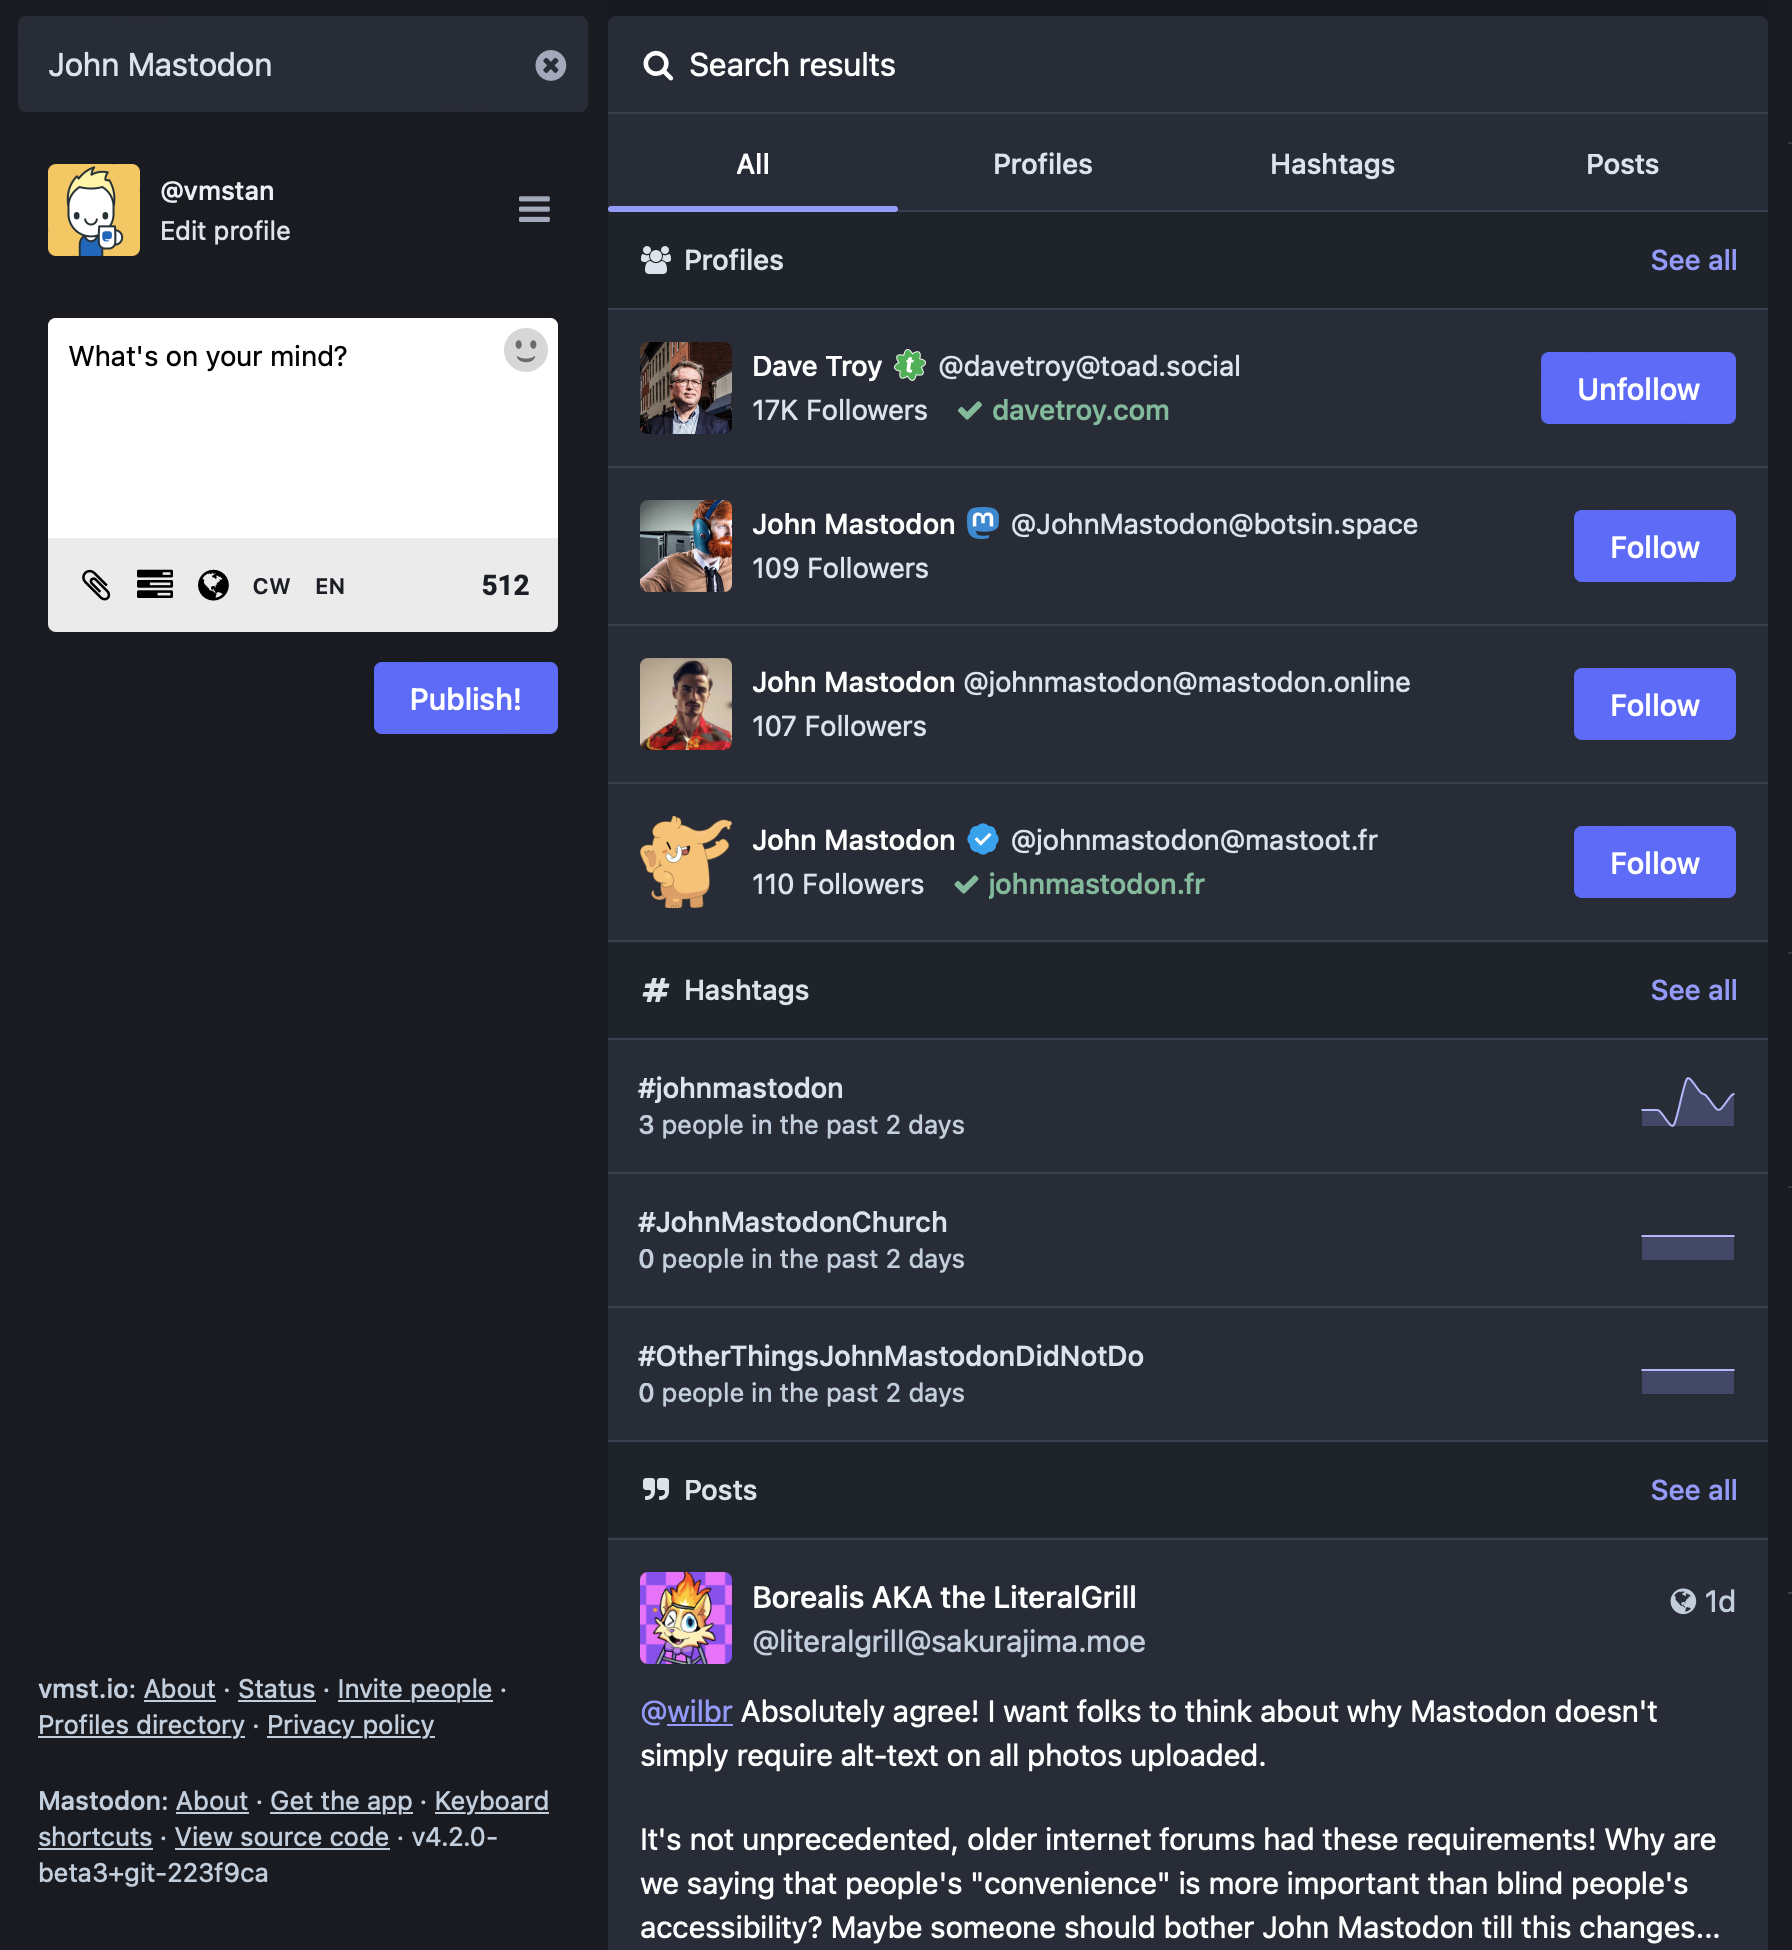 John Mastodon
@vmstan
Edit profile
What's on your mind?
CW EN 512
Publish!
vmst.io: About · Status · Invite people ·
Profiles directory · Privacy policy
Mastodon: About · Get the app · Keyboard
shortcuts · View source code · v4.2.0-
beta3+git-223f9ca
Search results
All Profiles Hashtags Posts
Profiles See all
Dave Troy @davetroy@toad.social
17K Followers davetroy.com
Unfollow
John Mastodon @JohnMastodon@botsin.space
109 Followers
Follow
John Mastodon @johnmastodon@mastodon.online
107 Followers
Follow
John Mastodon @johnmastodon@mastoot.fr
110 Followers johnmastodon.fr
Follow
# Hashtags See all
#johnmastodon
3 people in the past 2 days
#JohnMastodonChurch
0 people in the past 2 days
#OtherThingsJohnMastodonDidNotDo
0 people in the past 2 days
Posts See all
Borealis AKA the LiteralGrill 1d
@literalgrill@sakurajima.moe
@wilbr Absolutely agree! I want folks to think about why Mastodon doesn't
simply require alt-text on all photos uploaded.
It's not unprecedented, older internet forums had these requirements! Why are
we saying that people's "convenience" is more important than blind people's
accessibility? Maybe someone should bother John Mastodon till this changes...